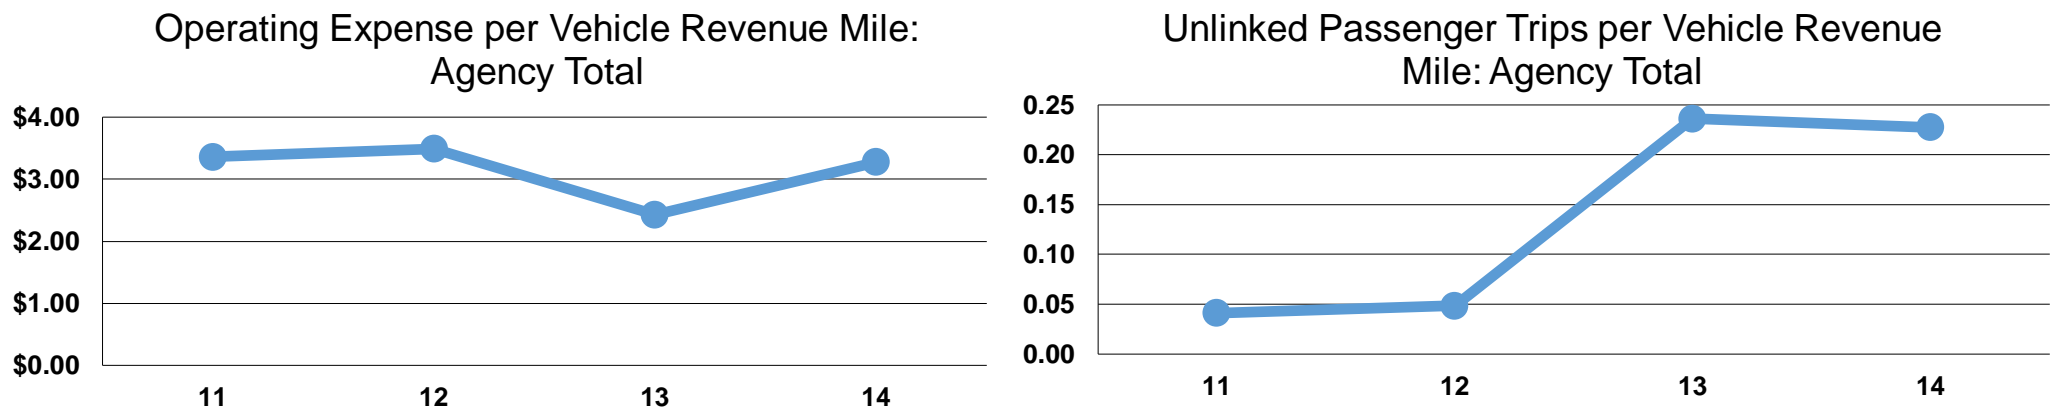 Operating Expense per Vehicle Revenue Mile:
Agency Total
$4.00
$3.00
$2.00
$1.00
$0.00
11 12 13 14
Unlinked Passenger Trips per Vehicle Revenue
Mile: Agency Total
0.25
0.20
0.15
0.10
0.05
0.00
11 12 13 14